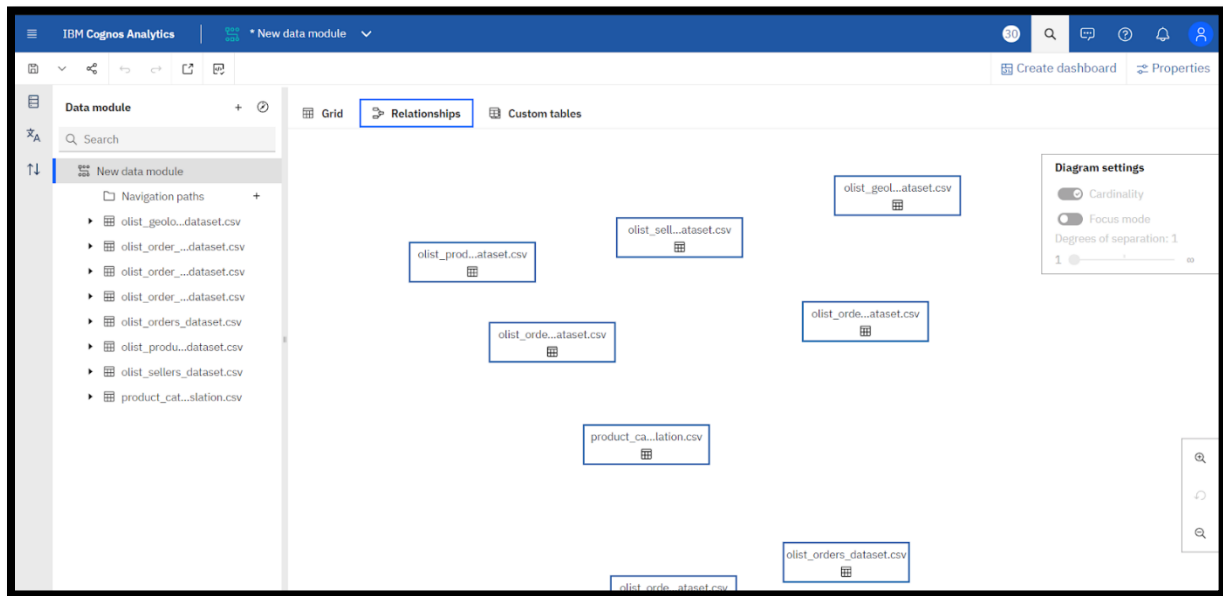 IBM Cognos Analytics
* New data module
30
Create dashboard
Properties
Data module
Search
New data module
Navigation paths
olist_geolo...dataset.csv
olist_order_...dataset.csv
olist_order_...dataset.csv
olist_order_...dataset.csv
olist_orders_dataset.csv
olist_produ...dataset.csv
olist_sellers_dataset.csv
product_cat...slation.csv
Grid
Relationships
Custom tables
olist_geol...ataset.csv
olist_sell...ataset.csv
olist_prod...ataset.csv
olist_orde...ataset.csv
olist_orde...ataset.csv
product_ca...lation.csv
olist_orders_dataset.csv
olist_orde...ataset.csv
Diagram settings
Cardinality
Focus mode
Degrees of separation: 1
1 ∞